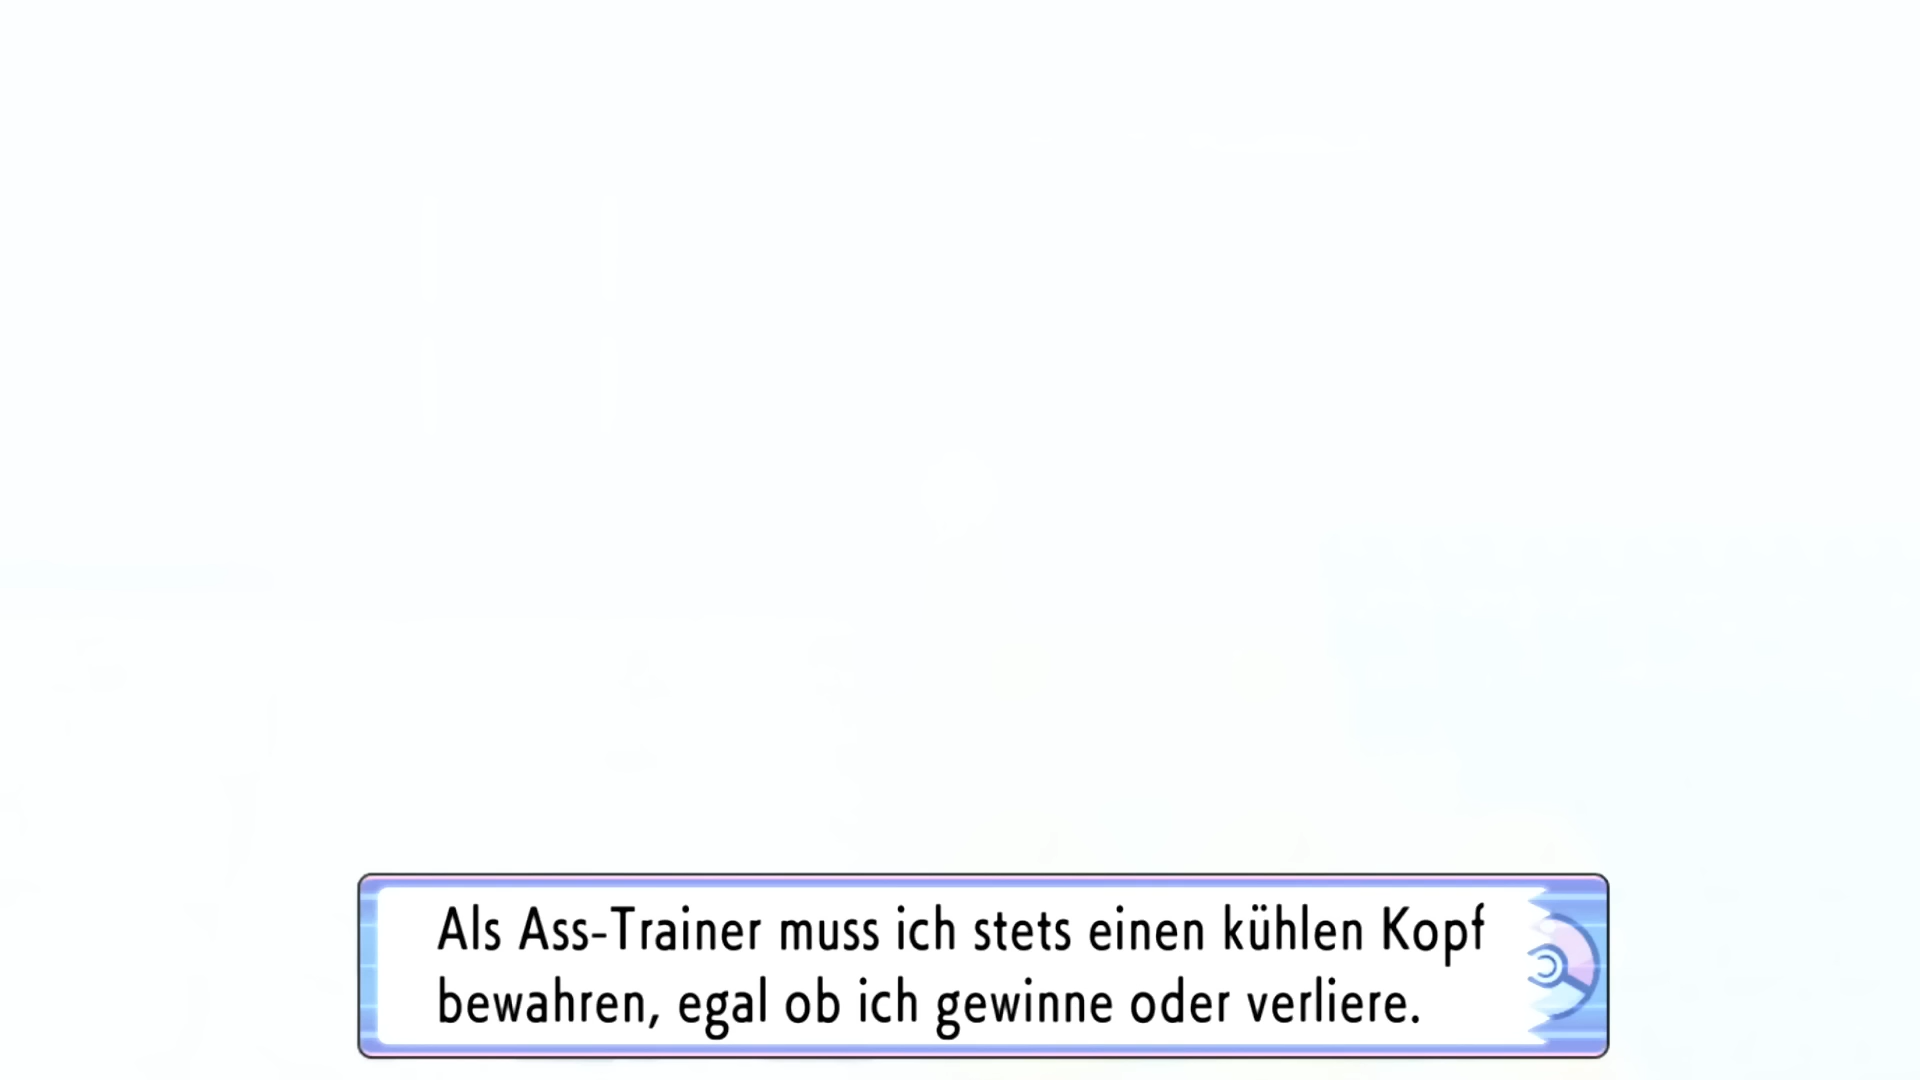 Als Ass-Trainer muss ich stets einen kühlen Kopf
bewahren, egal ob ich gewinne oder verliere.